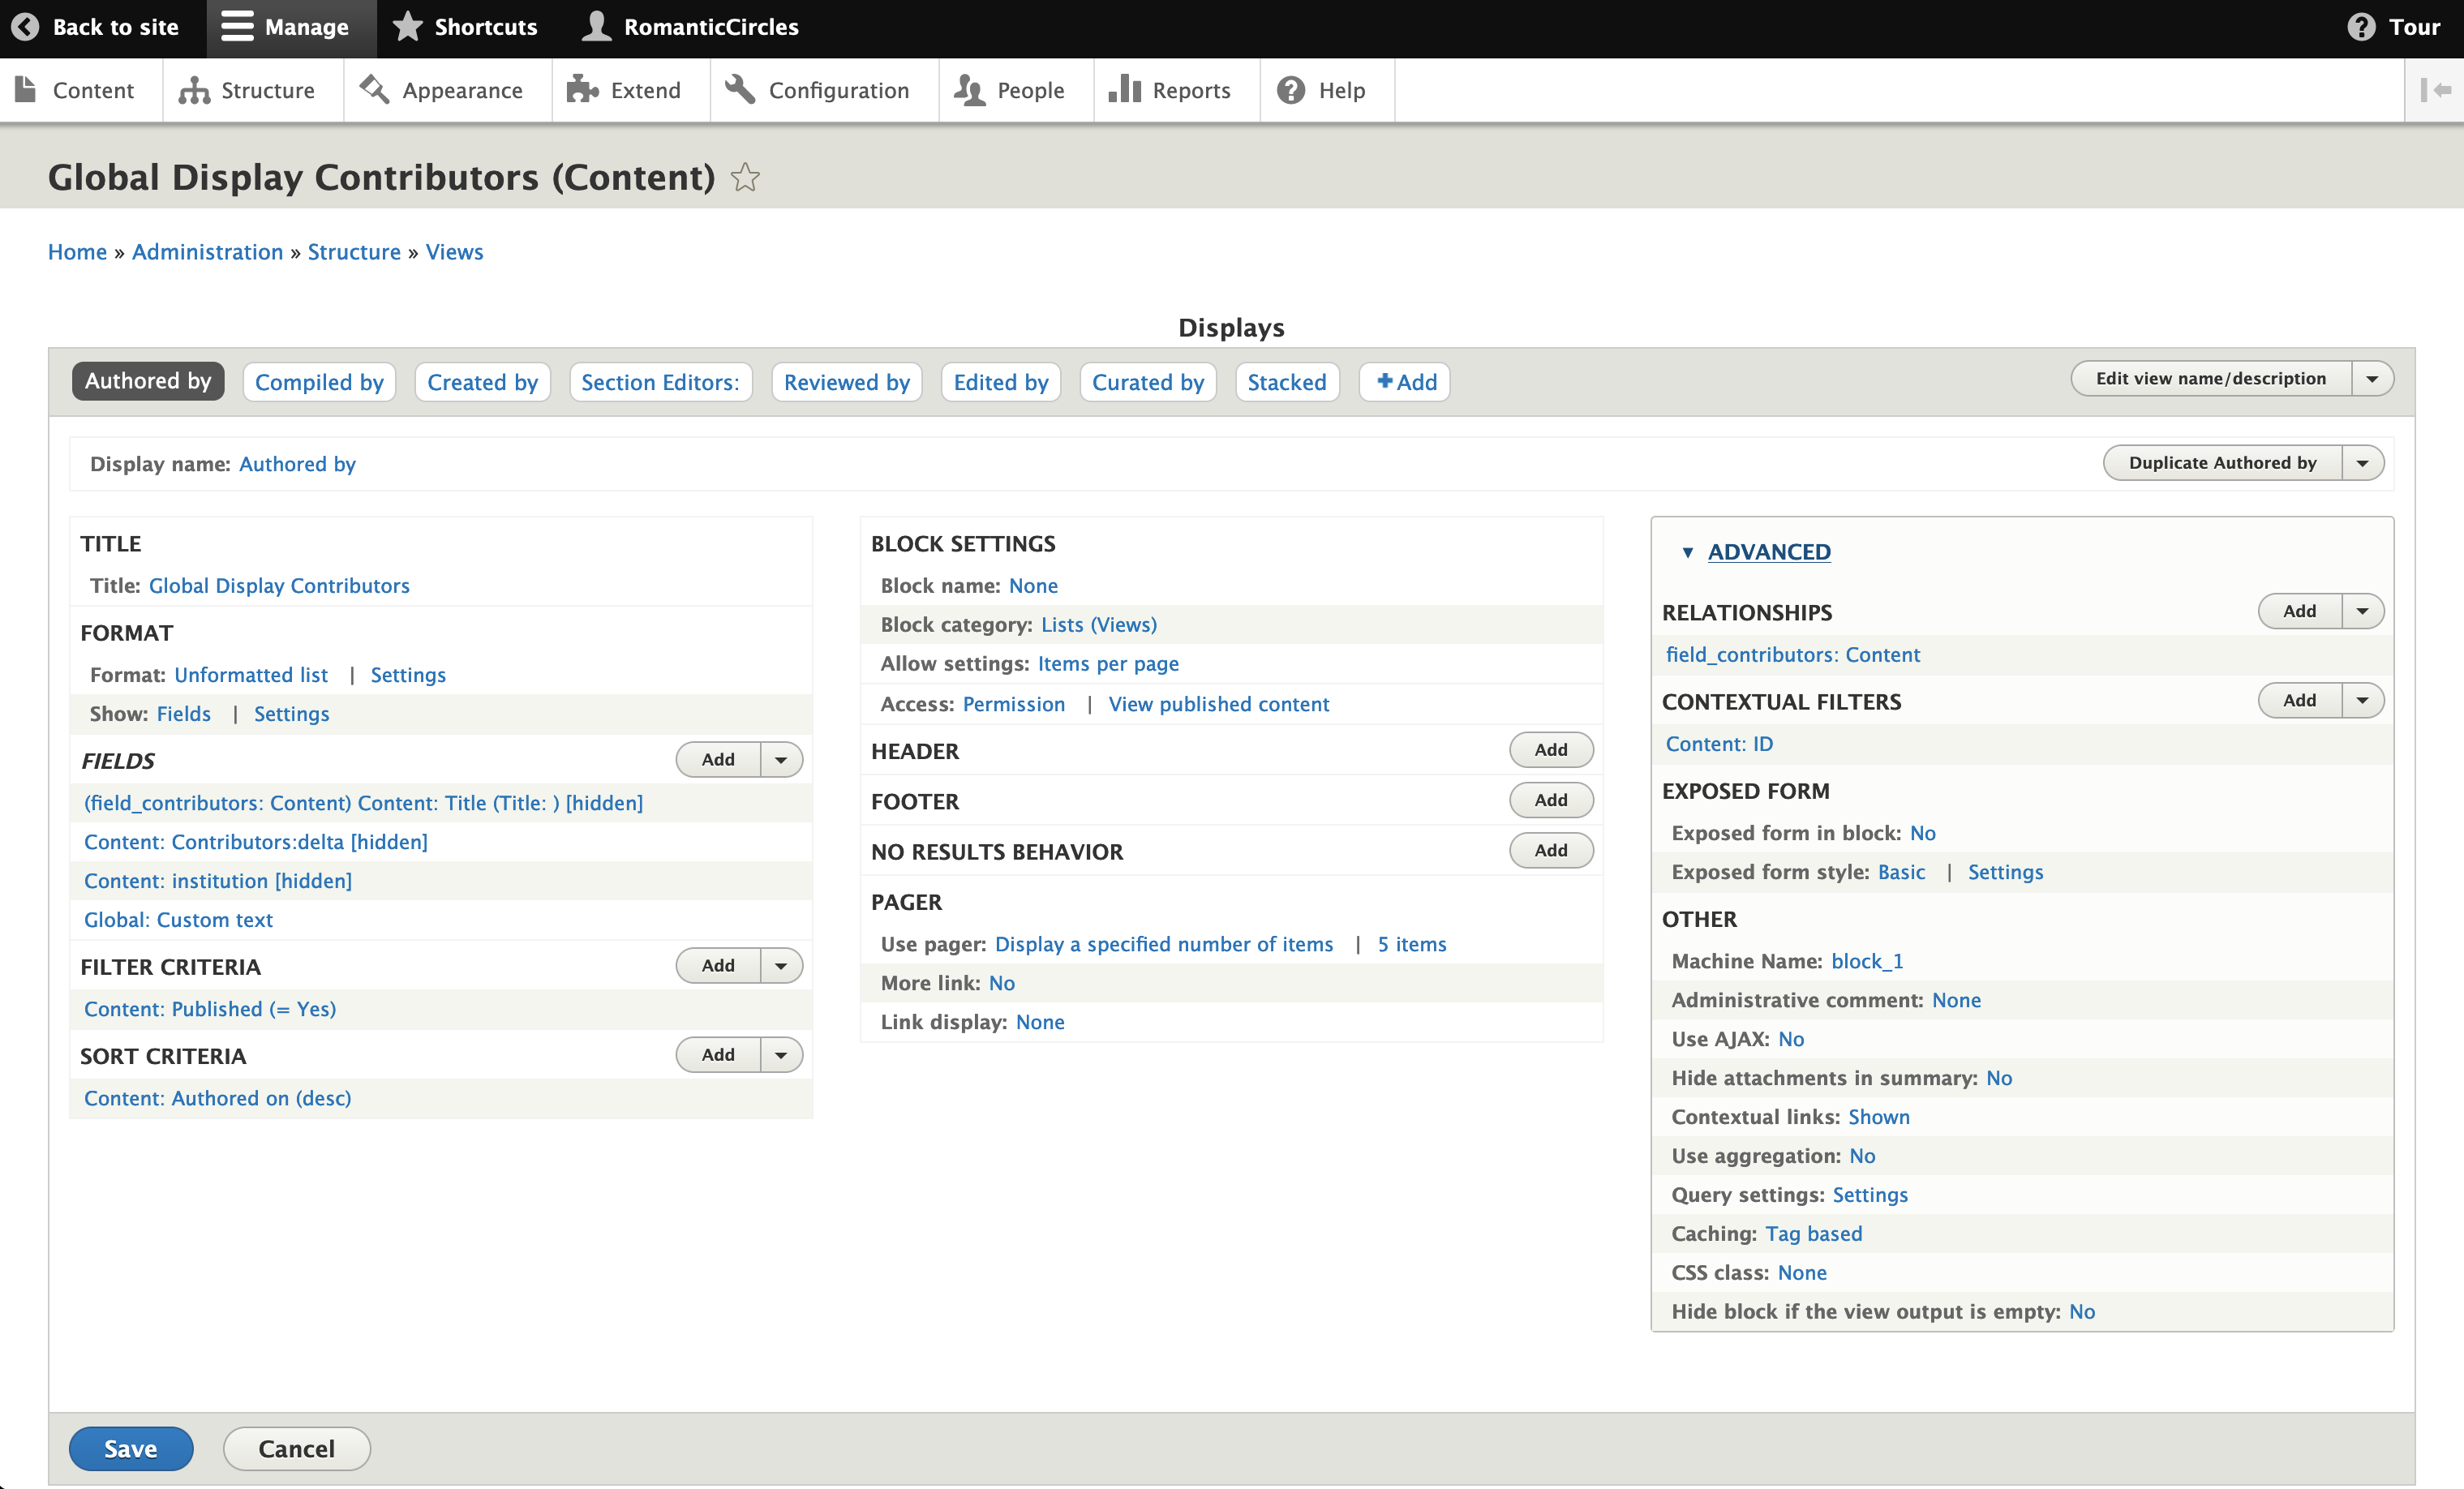 Back to site Manage Shortcuts RomanticCircles Tour
Content Structure Appearance Extend Configuration People Reports Help
Global Display Contributors (Content)
Home » Administration » Structure » Views
Displays
Authored by Compiled by Created by Section Editors: Reviewed by Edited by Curated by Stacked +Add Edit view name/description
Display name: Authored by Duplicate Authored by
TITLE
Title: Global Display Contributors
FORMAT
Format: Unformatted list | Settings
Show: Fields | Settings
FIELDS Add
(field_contributors: Content) Content: Title (Title: ) [hidden]
Content: Contributors:delta [hidden]
Content: institution [hidden]
Global: Custom text
FILTER CRITERIA Add
Content: Published (= Yes)
SORT CRITERIA Add
Content: Authored on (desc)
BLOCK SETTINGS
Block name: None
Block category: Lists (Views)
Allow settings: Items per page
Access: Permission | View published content
HEADER Add
FOOTER Add
NO RESULTS BEHAVIOR Add
PAGER
Use pager: Display a specified number of items | 5 items
More link: No
Link display: None
ADVANCED
RELATIONSHIPS Add
field_contributors: Content
CONTEXTUAL FILTERS Add
Content: ID
EXPOSED FORM
Exposed form in block: No
Exposed form style: Basic | Settings
OTHER
Machine Name: block_1
Administrative comment: None
Use AJAX: No
Hide attachments in summary: No
Contextual links: Shown
Use aggregation: No
Query settings: Settings
Caching: Tag based
CSS class: None
Hide block if the view output is empty: No
Save Cancel